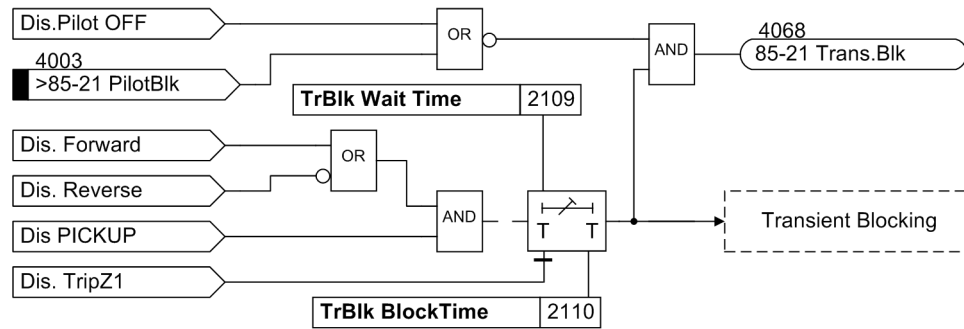 Dis.Pilot OFF
OR
4003
>85-21 PilotBlk
AND
4068
85-21 Trans.Blk
TrBlk Wait Time 2109
Dis. Forward
OR
Dis. Reverse
AND
T T
Transient Blocking
Dis PICKUP
Dis. TripZ1
TrBlk BlockTime 2110